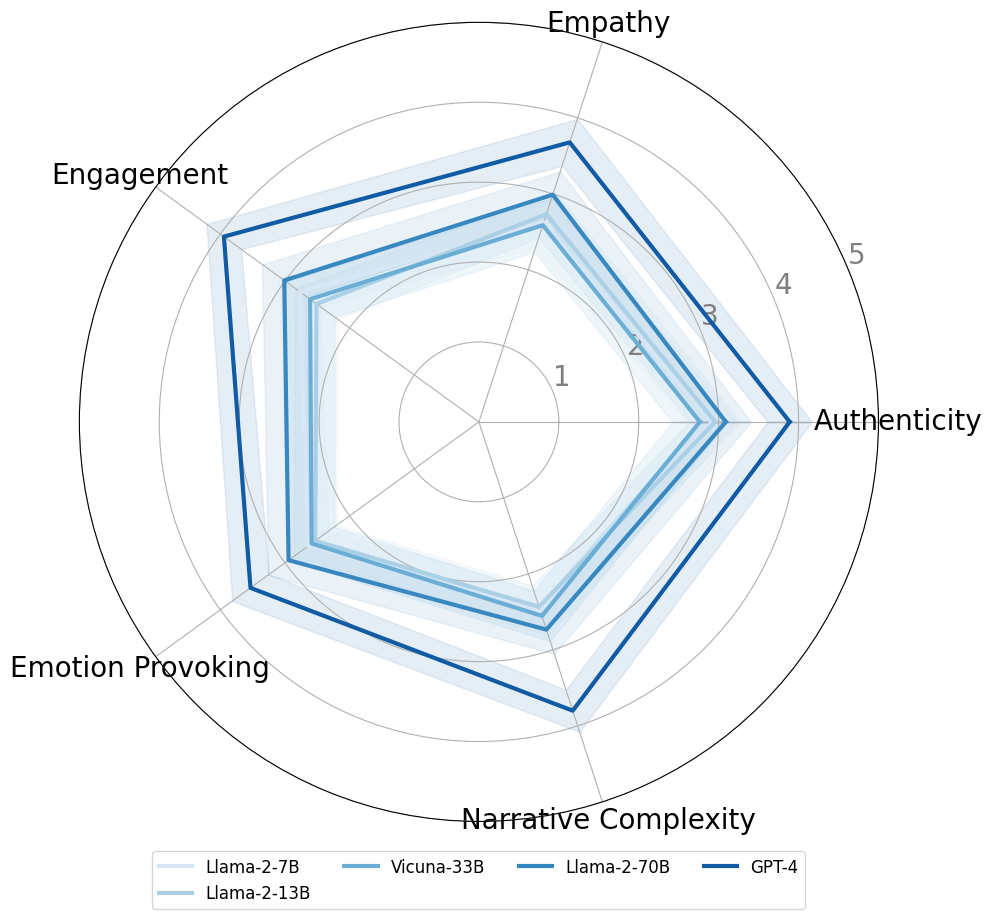 Empathy
Engagement
5
4
3
2
1
Authenticity
Emotion Provoking
Narrative Complexity
Llama-2-7B Vicuna-33B Llama-2-70B GPT-4
Llama-2-13B